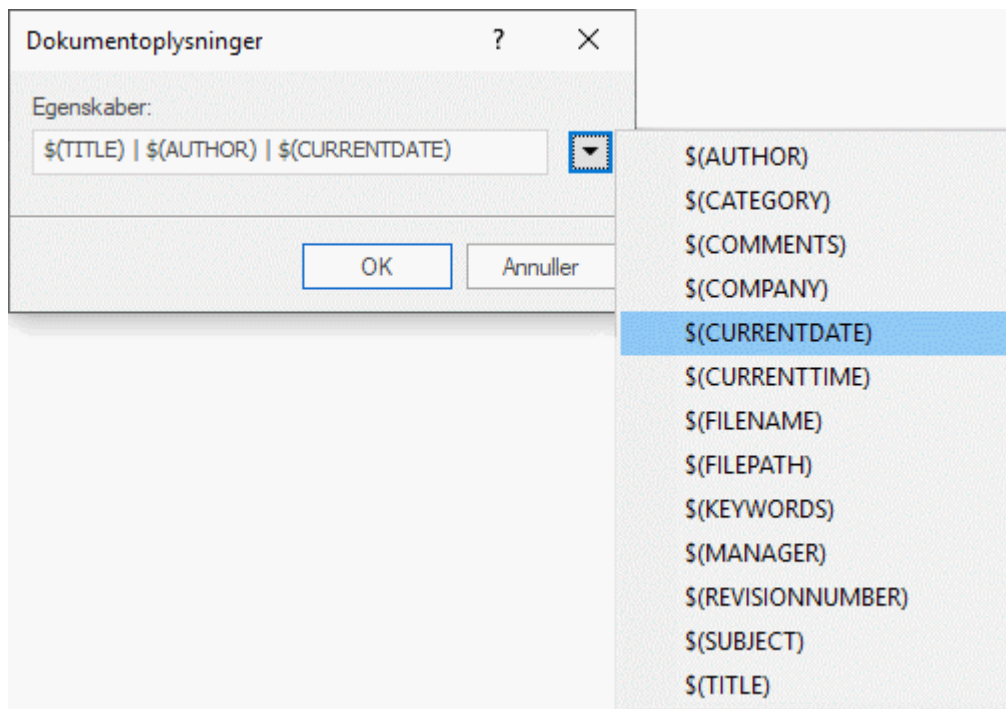 Dokumentoplysninger
?
Egenskaber:
$(TITLE) | $(AUTHOR) | $(CURRENTDATE)
OK
Annuller
$(AUTHOR)
$(CATEGORY)
$(COMMENTS)
$(COMPANY)
$(CURRENTDATE)
$(CURRENTTIME)
$(FILENAME)
$(FILEPATH)
$(KEYWORDS)
$(MANAGER)
$(REVISIONNUMBER)
$(SUBJECT)
$(TITLE)